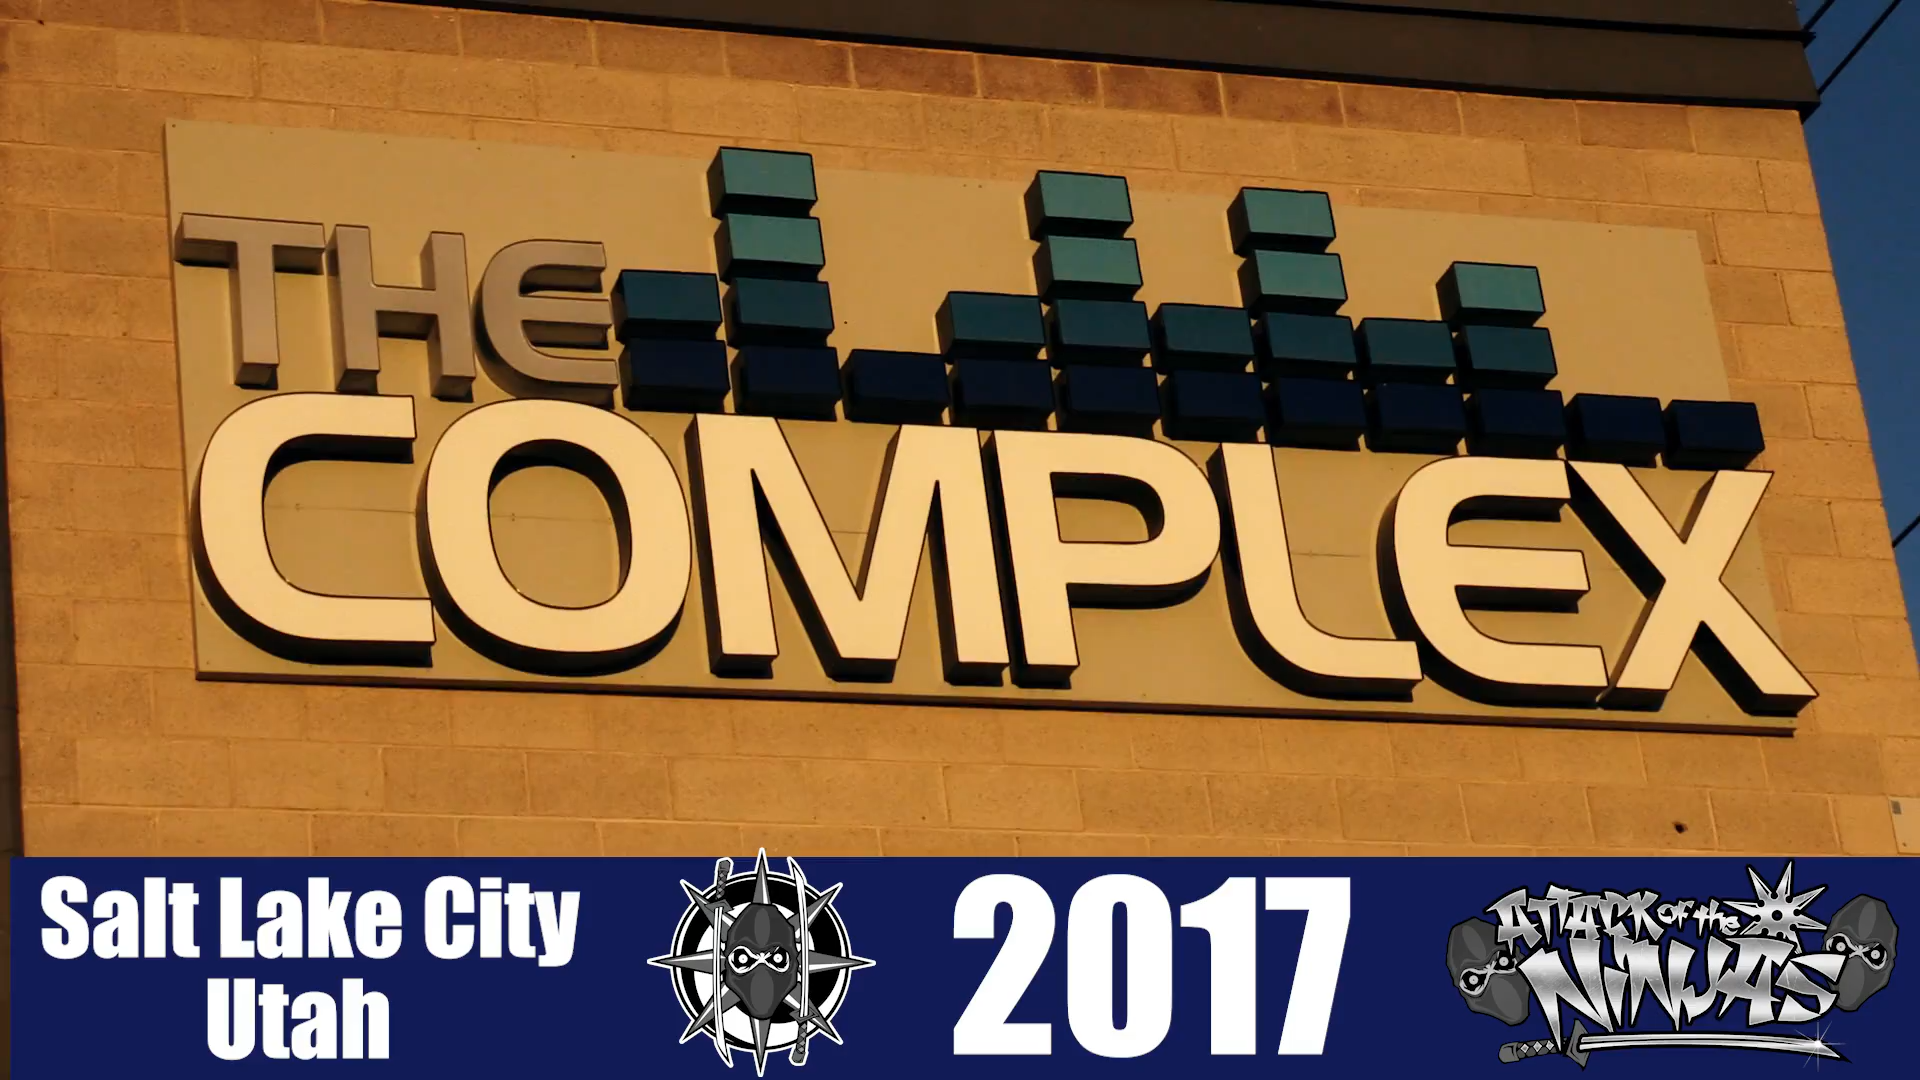 THE
COMPLEX
Salt Lake City
Utah
2017
ATTACK of the
NINJAS